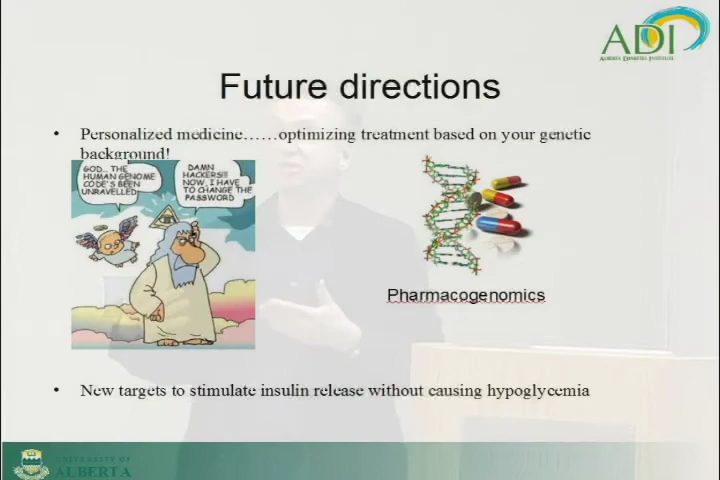 ADI
ALBERTA DIABETES INSTITUTE
Future directions
• Personalized medicine……optimizing treatment based on your genetic
background!
GOD... THE
HUMAN GENOME
CODE'S BEEN
UNRAVELLED!
DAMN
HACKERS!!!
NOW, I HAVE
TO CHANGE THE
PASSWORD
Pharmacogenomics
• New targets to stimulate insulin release without causing hypoglycemia
UNIVERSITY OF
ALBERTA